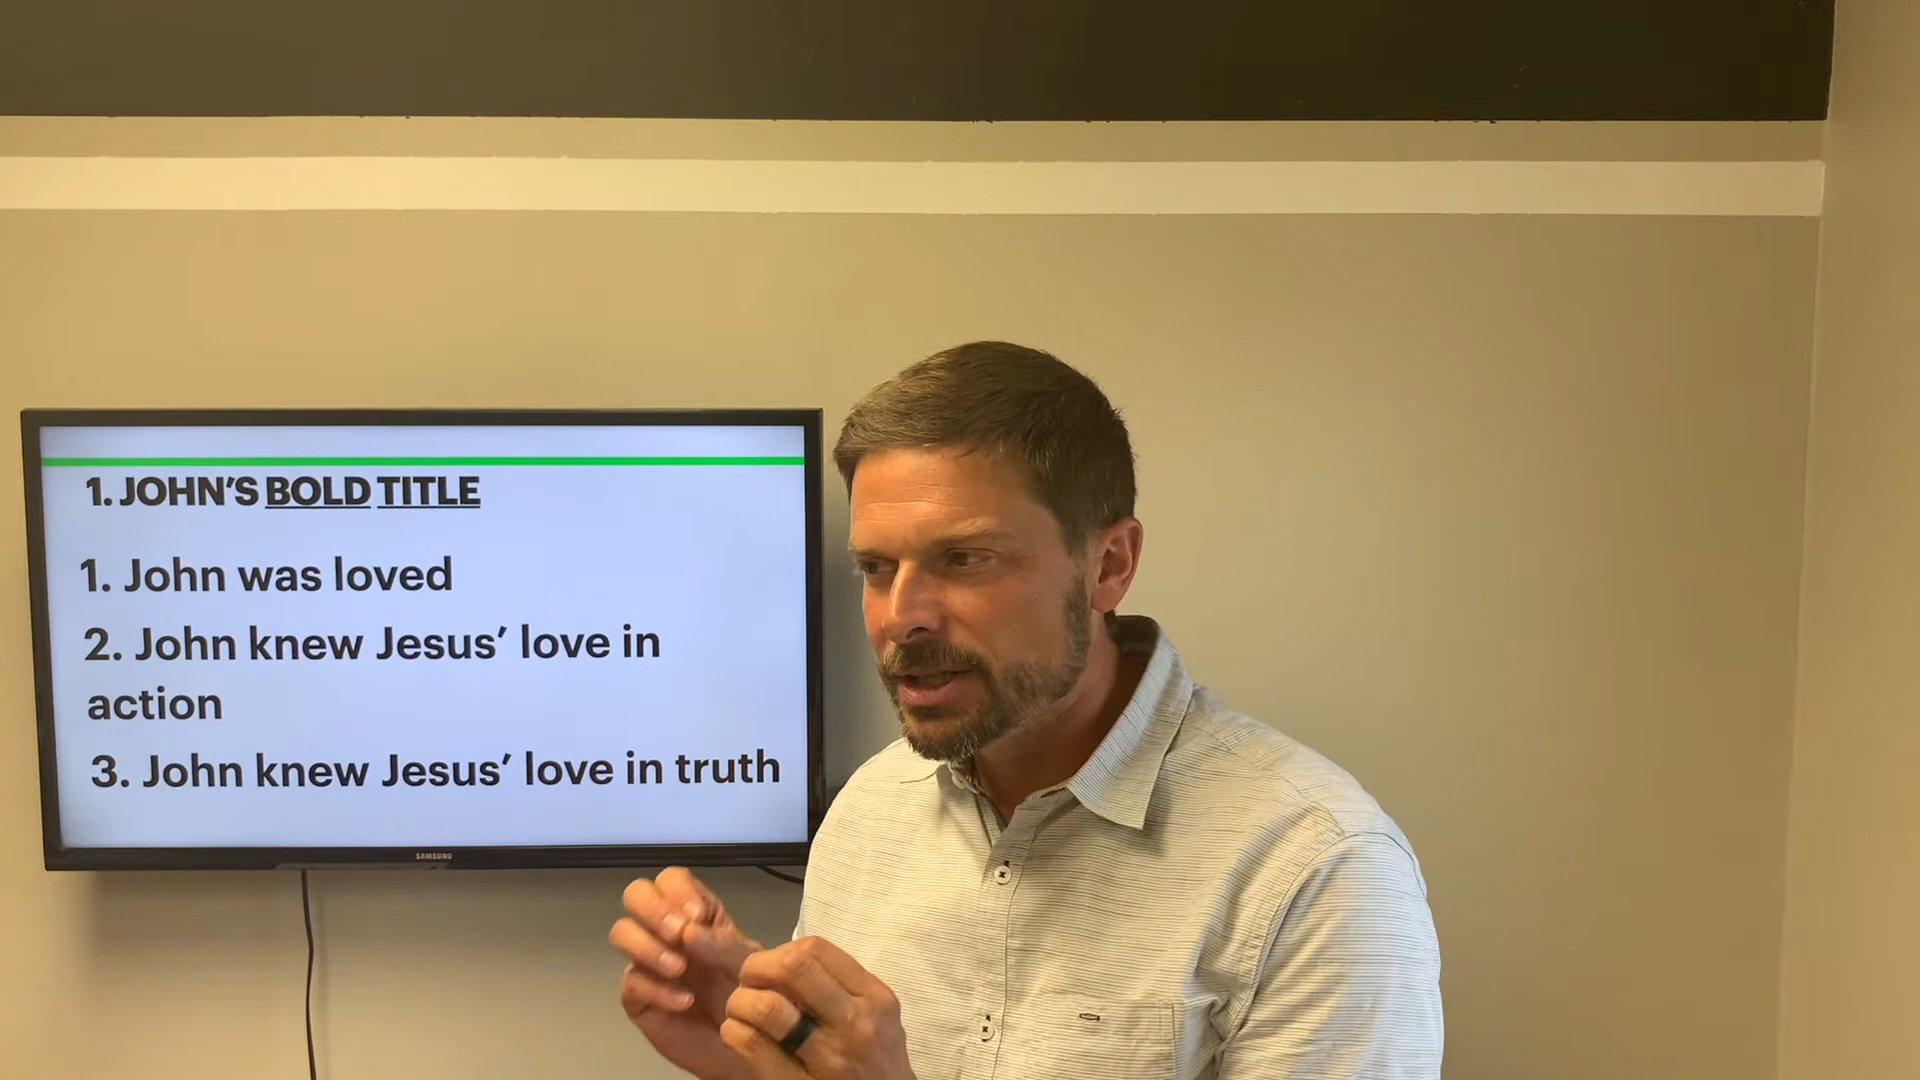 1. JOHN'S BOLD TITLE
1. John was loved
2. John knew Jesus' love in
action
3. John knew Jesus' love in truth
SAMSUNG